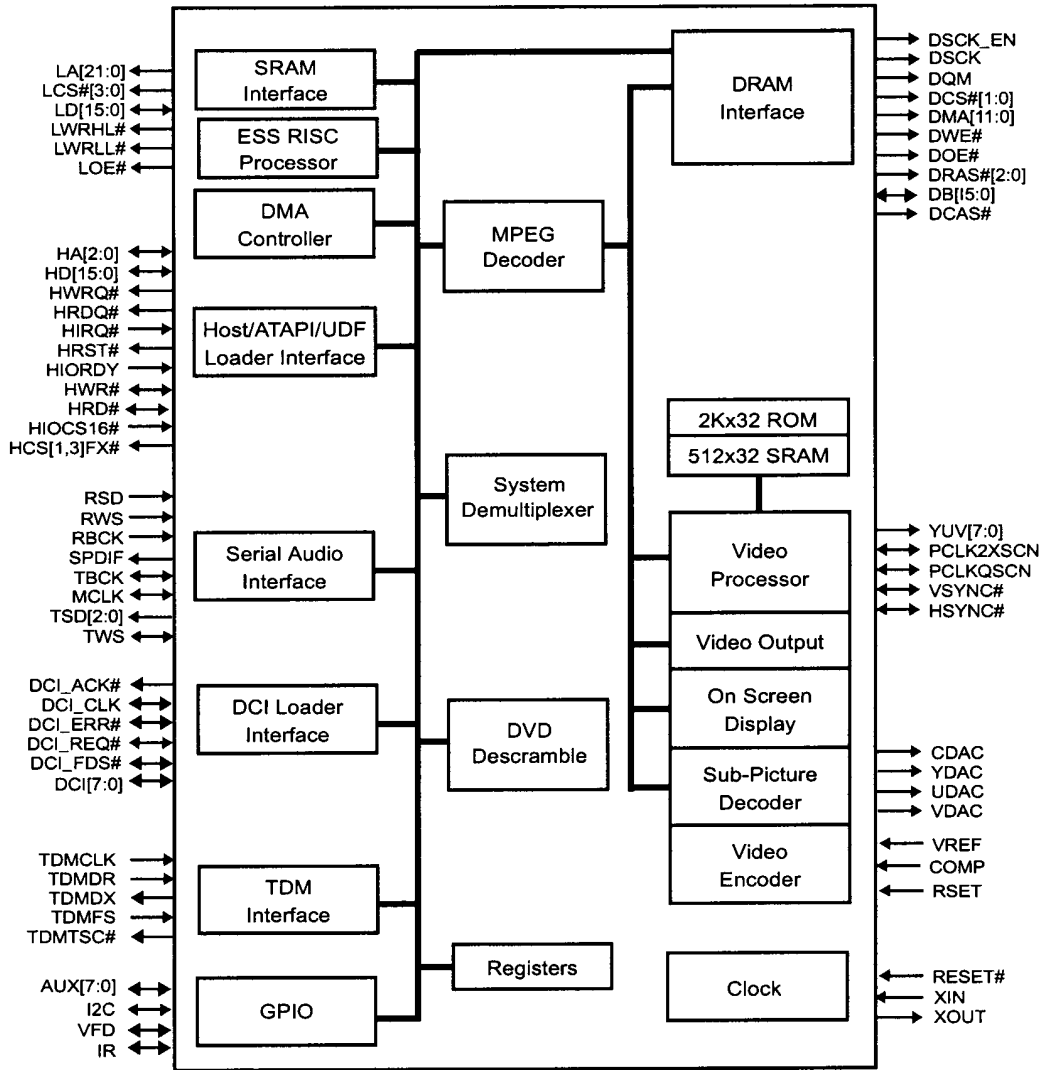 LA[21:0]
LCS#[3:0]
LD[15:0]
LWRHL#
LWRLL#
LOE#
HA[2:0]
HD[15:0]
HWRQ#
HRDQ#
HIRQ#
HRST#
HIORDY
HWR#
HRD#
HIOCS16#
HCS[1,3]FX#
RSD
RWS
RBCK
SPDIF
TBCK
MCLK
TSD[2:0]
TWS
DCI_ACK#
DCI_CLK
DCI_ERR#
DCI_REQ#
DCI_FDS#
DCI[7:0]
TDMCLK
TDMDR
TDMDX
TDMFS
TDMTSC#
AUX[7:0]
I2C
VFD
IR
SRAM
Interface
ESS RISC
Processor
DMA
Controller
Host/ATAPI/UDF
Loader Interface
Serial Audio
Interface
DCI Loader
Interface
TDM
Interface
GPIO
MPEG
Decoder
System
Demultiplexer
DVD
Descramble
Registers
DRAM
Interface
2Kx32 ROM
512x32 SRAM
Video
Processor
Video Output
On Screen
Display
Sub-Picture
Decoder
Video
Encoder
Clock
DSCK_EN
DSCK
DQM
DCS#[1:0]
DMA[11:0]
DWE#
DOE#
DRAS#[2:0]
DB[I5:0]
DCAS#
YUV[7:0]
PCLK2XSCN
PCLKQSCN
VSYNC#
HSYNC#
CDAC
YDAC
UDAC
VDAC
VREF
COMP
RSET
RESET#
XIN
XOUT